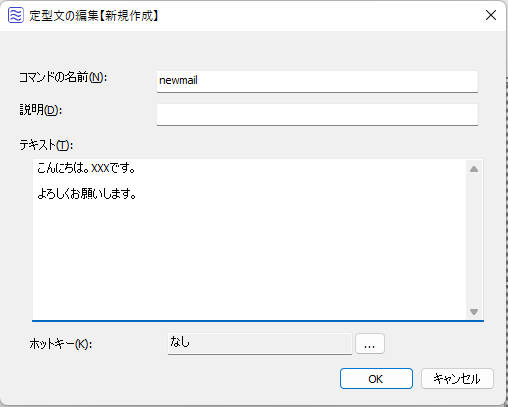 定型文の編集【新規作成】
コマンドの名前(N):
newmail
説明(D):
テキスト(T):
こんにちは。XXXです。
よろしくお願いします。
ホットキー(K):
なし
...
OK
キャンセル